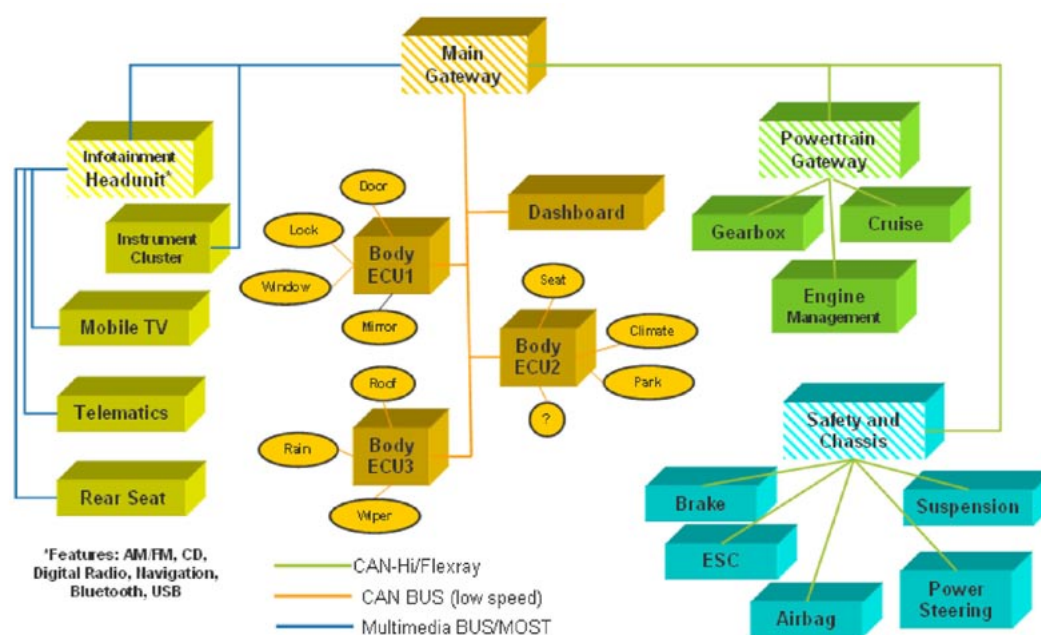 Main
Gateway
Infotainment
Headunit*
Instrument
Cluster
Mobile TV
Telematics
Rear Seat
*Features: AM/FM, CD,
Digital Radio, Navigation,
Bluetooth, USB
Door
Lock
Window
Mirror
Body
ECU1
Dashboard
Seat
Climate
Park
?
Body
ECU2
Roof
Rain
Wiper
Body
ECU3
Powertrain
Gateway
Gearbox
Cruise
Engine
Management
Safety and
Chassis
Brake
ESC
Airbag
Suspension
Power
Steering
CAN-Hi/Flexray
CAN BUS (low speed)
Multimedia BUS/MOST